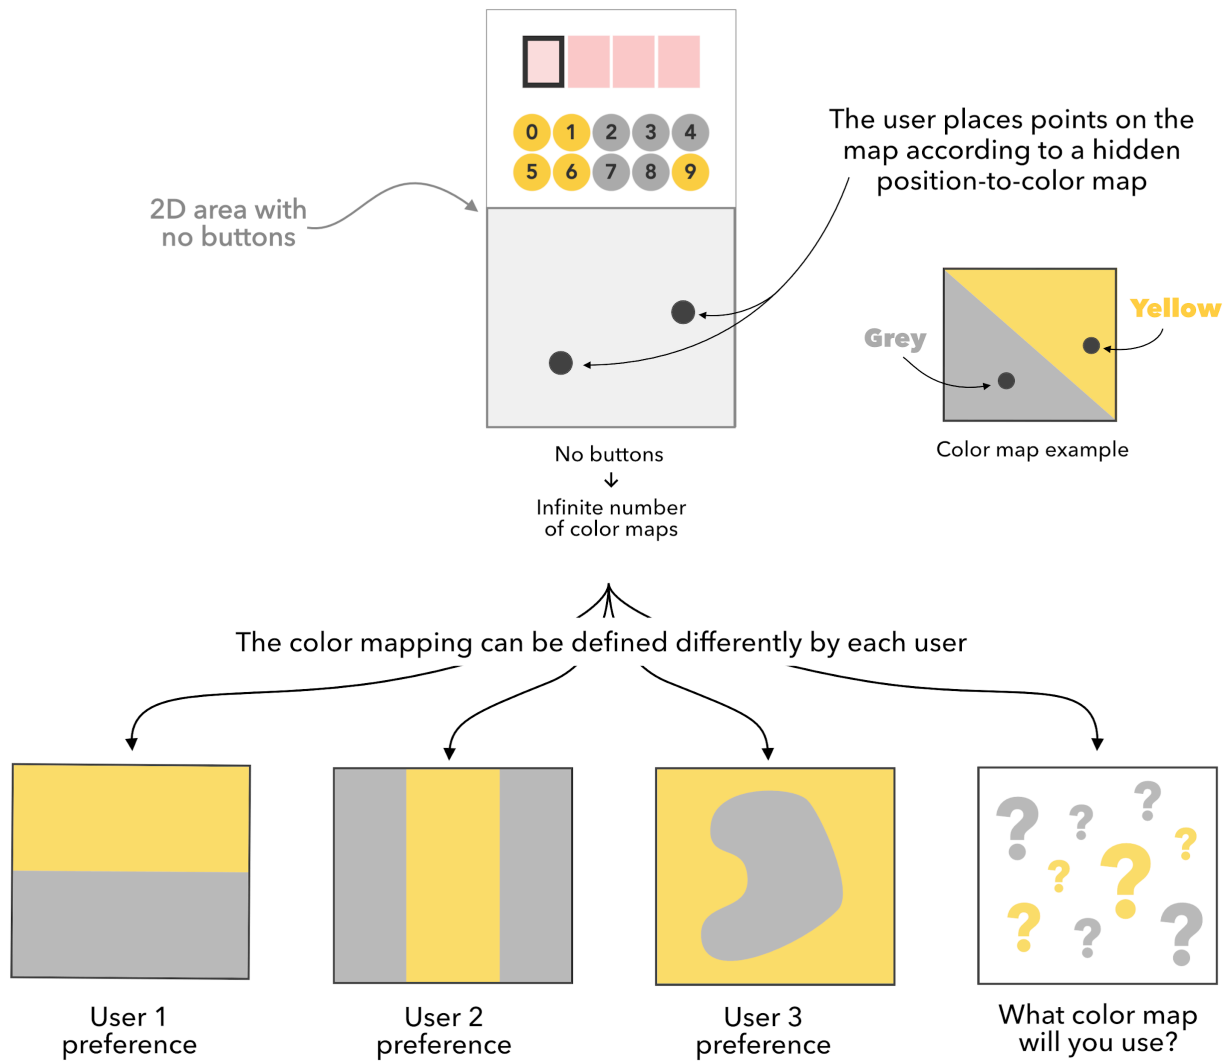 0 1 2 3 4
5 6 7 8 9
The user places points on the
map according to a hidden
position-to-color map
2D area with
no buttons
Yellow
Grey
Color map example
No buttons
↓
Infinite number
of color maps
The color mapping can be defined differently by each user
? ? ? ? ? ? ? ? ?
User 1
preference
User 2
preference
User 3
preference
What color map
will you use?